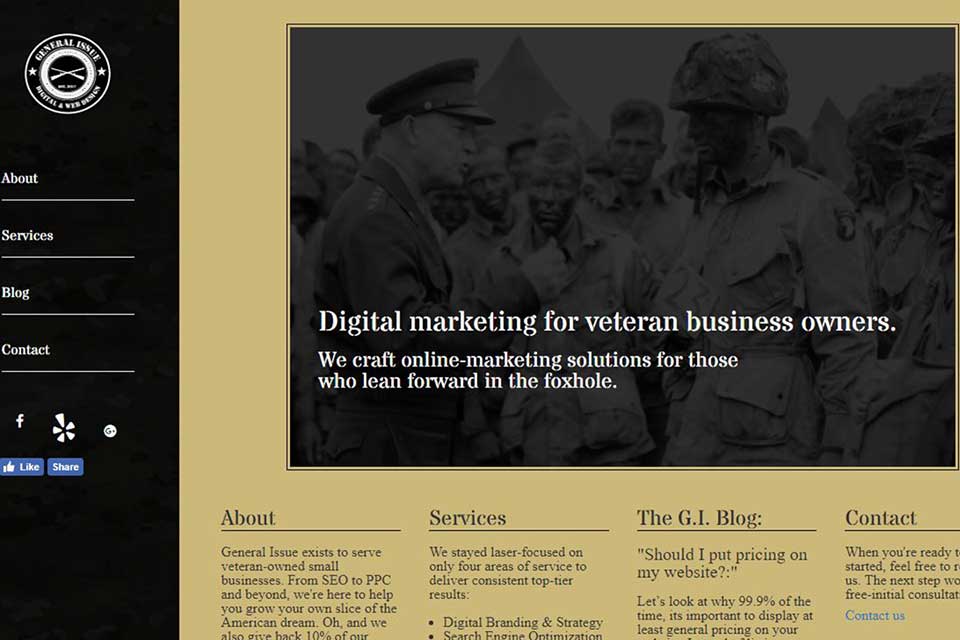 GENERAL ISSUE
DIGITAL & WEB DESIGN
About
Services
Blog
Contact
Like
Share
Digital marketing for veteran business owners.
We craft online-marketing solutions for those
who lean forward in the foxhole.
About
General Issue exists to serve
veteran-owned small
businesses. From SEO to PPC
and beyond, we're here to help
you grow your own slice of the
American dream. Oh, and we
also give back 10% of our
Services
We stayed laser-focused on
only four areas of service to
deliver consistent top-tier
results:
• Digital Branding & Strategy
• Search Engine Optimization
The G.I. Blog:
"Should I put pricing on
my website?:"
Let's look at why 99.9% of the
time, its important to display at
least general pricing on your
Contact
When you're ready t
started, feel free to r
us. The next step wo
free-initial consultat
Contact us